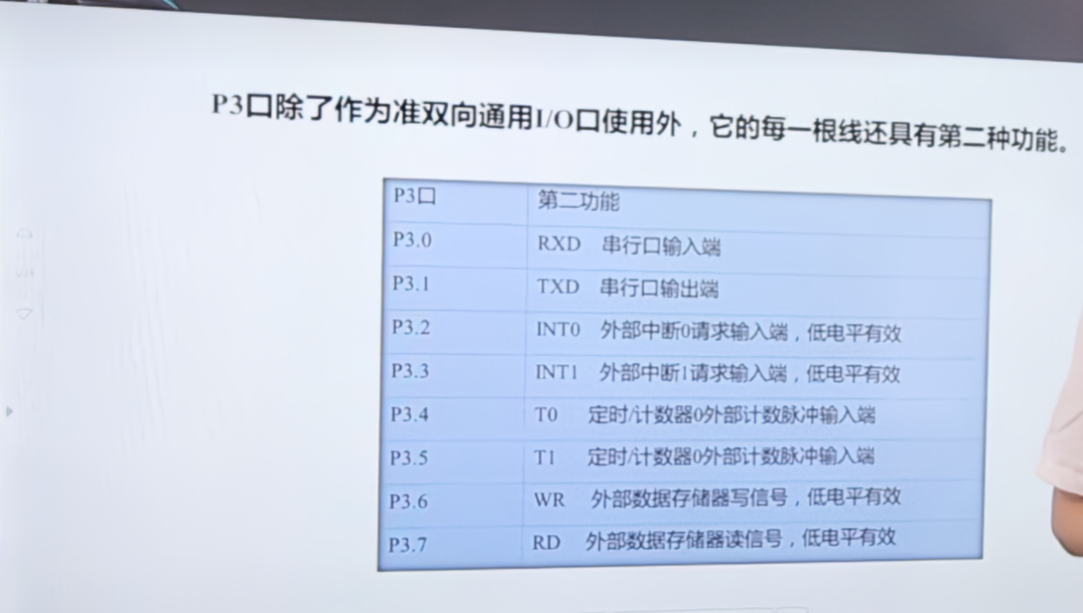 P3口除了作为准双向通用I/O口使用外，它的每一根线还具有第二种功能。
P3口 第二功能
P3.0 RXD 串行口输入端
P3.1 TXD 串行口输出端
P3.2 INT0 外部中断0请求输入端，低电平有效
P3.3 INT1 外部中断1请求输入端，低电平有效
P3.4 T0 定时/计数器0外部计数脉冲输入端
P3.5 T1 定时/计数器0外部计数脉冲输入端
P3.6 WR 外部数据存储器写信号，低电平有效
P3.7 RD 外部数据存储器读信号，低电平有效